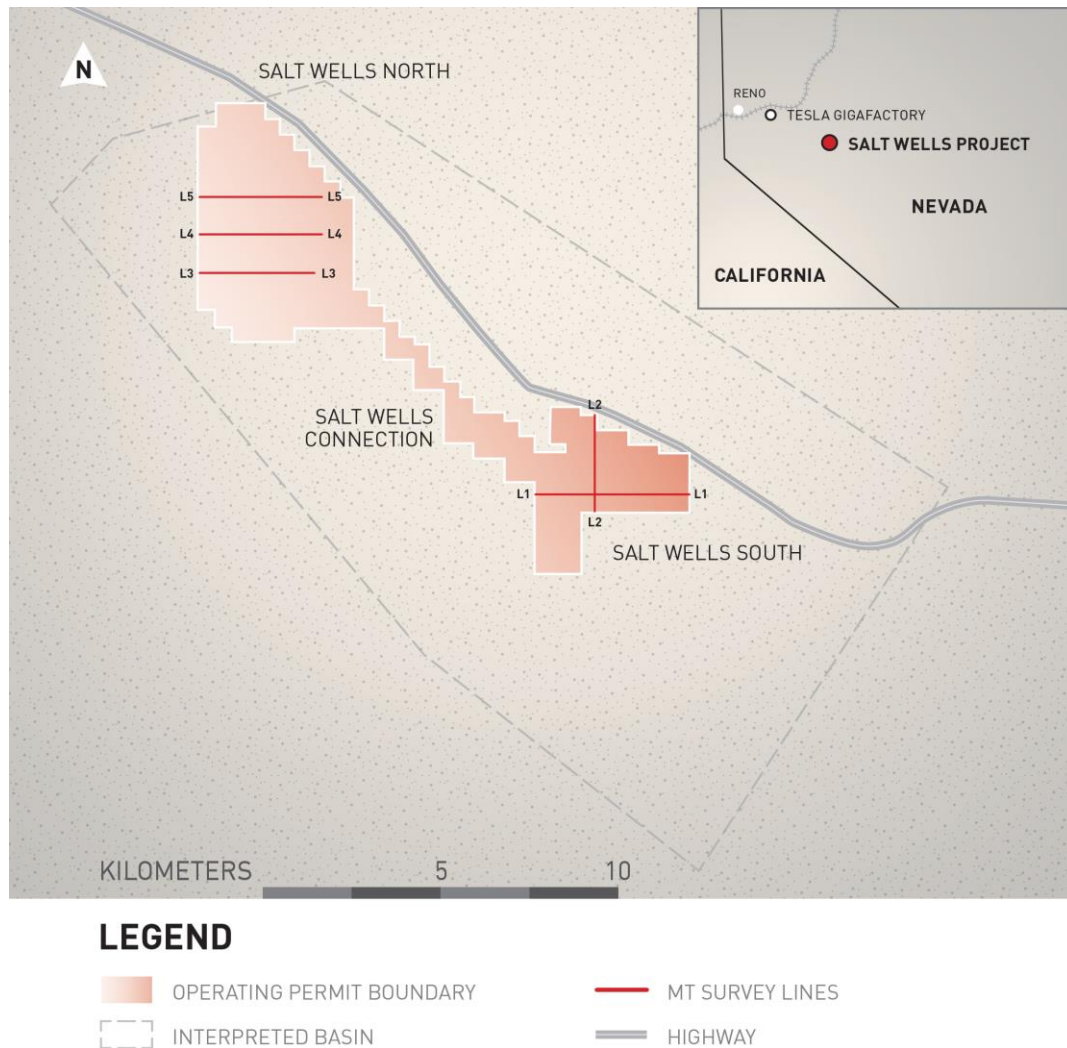 N
SALT WELLS NORTH
RENO
TESLA GIGAFACTORY
SALT WELLS PROJECT
NEVADA
CALIFORNIA
L5 L5
L4 L4
L3 L3
SALT WELLS
CONNECTION
L2
L1 L1
L2
SALT WELLS SOUTH
KILOMETERS 5 10
LEGEND
OPERATING PERMIT BOUNDARY
MT SURVEY LINES
INTERPRETED BASIN
HIGHWAY